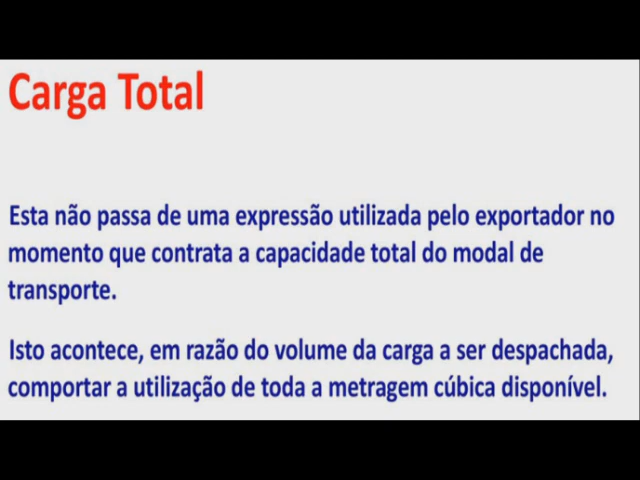 Carga Total
Esta não passa de uma expressão utilizada pelo exportador no
momento que contrata a capacidade total do modal de
transporte.
Isto acontece, em razão do volume da carga a ser despachada,
comportar a utilização de toda a metragem cúbica disponível.